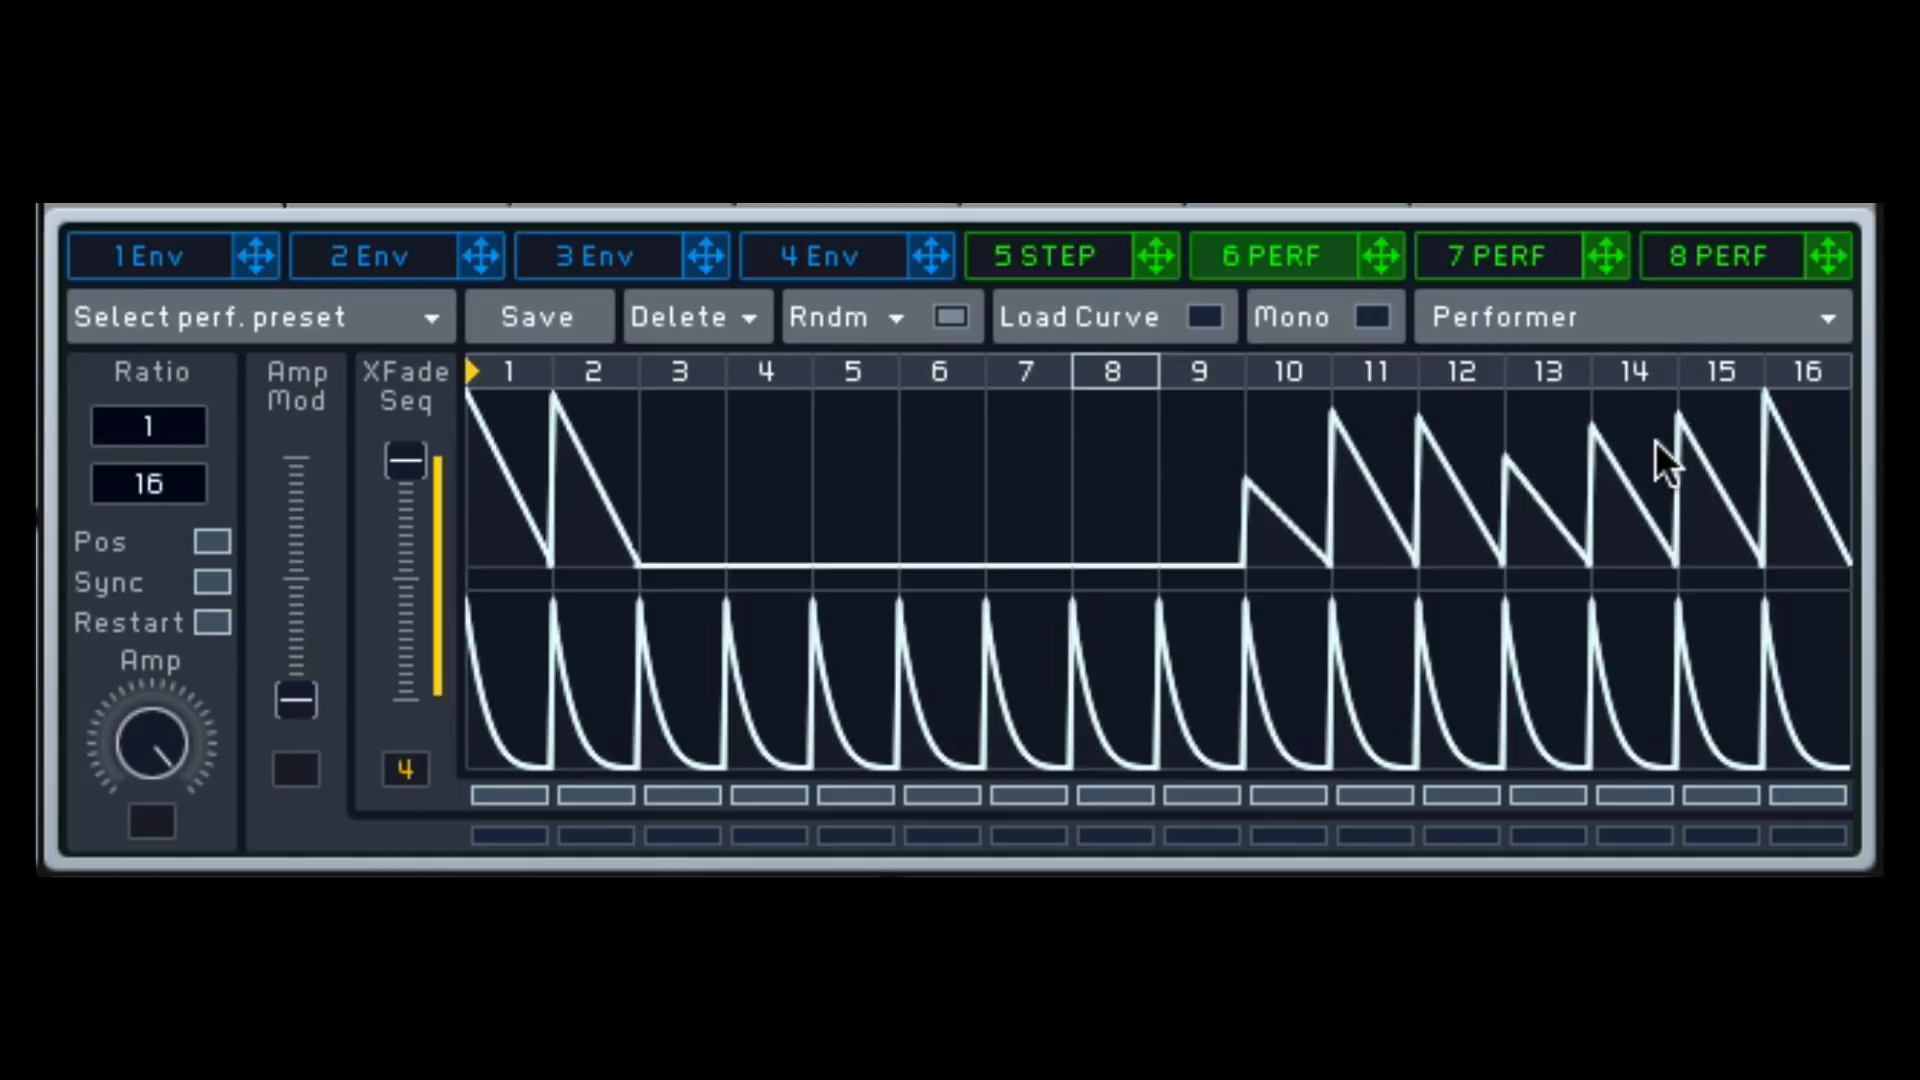 1 Env 2 Env 3 Env 4 Env 5 STEP 6 PERF 7 PERF 8 PERF
Select perf. preset Save Delete Rndm Load Curve Mono Performer
Ratio
1
16
Pos
Sync
Restart
Amp
Amp
Mod
XFade
Seq
4
1 2 3 4 5 6 7 8 9 10 11 12 13 14 15 16